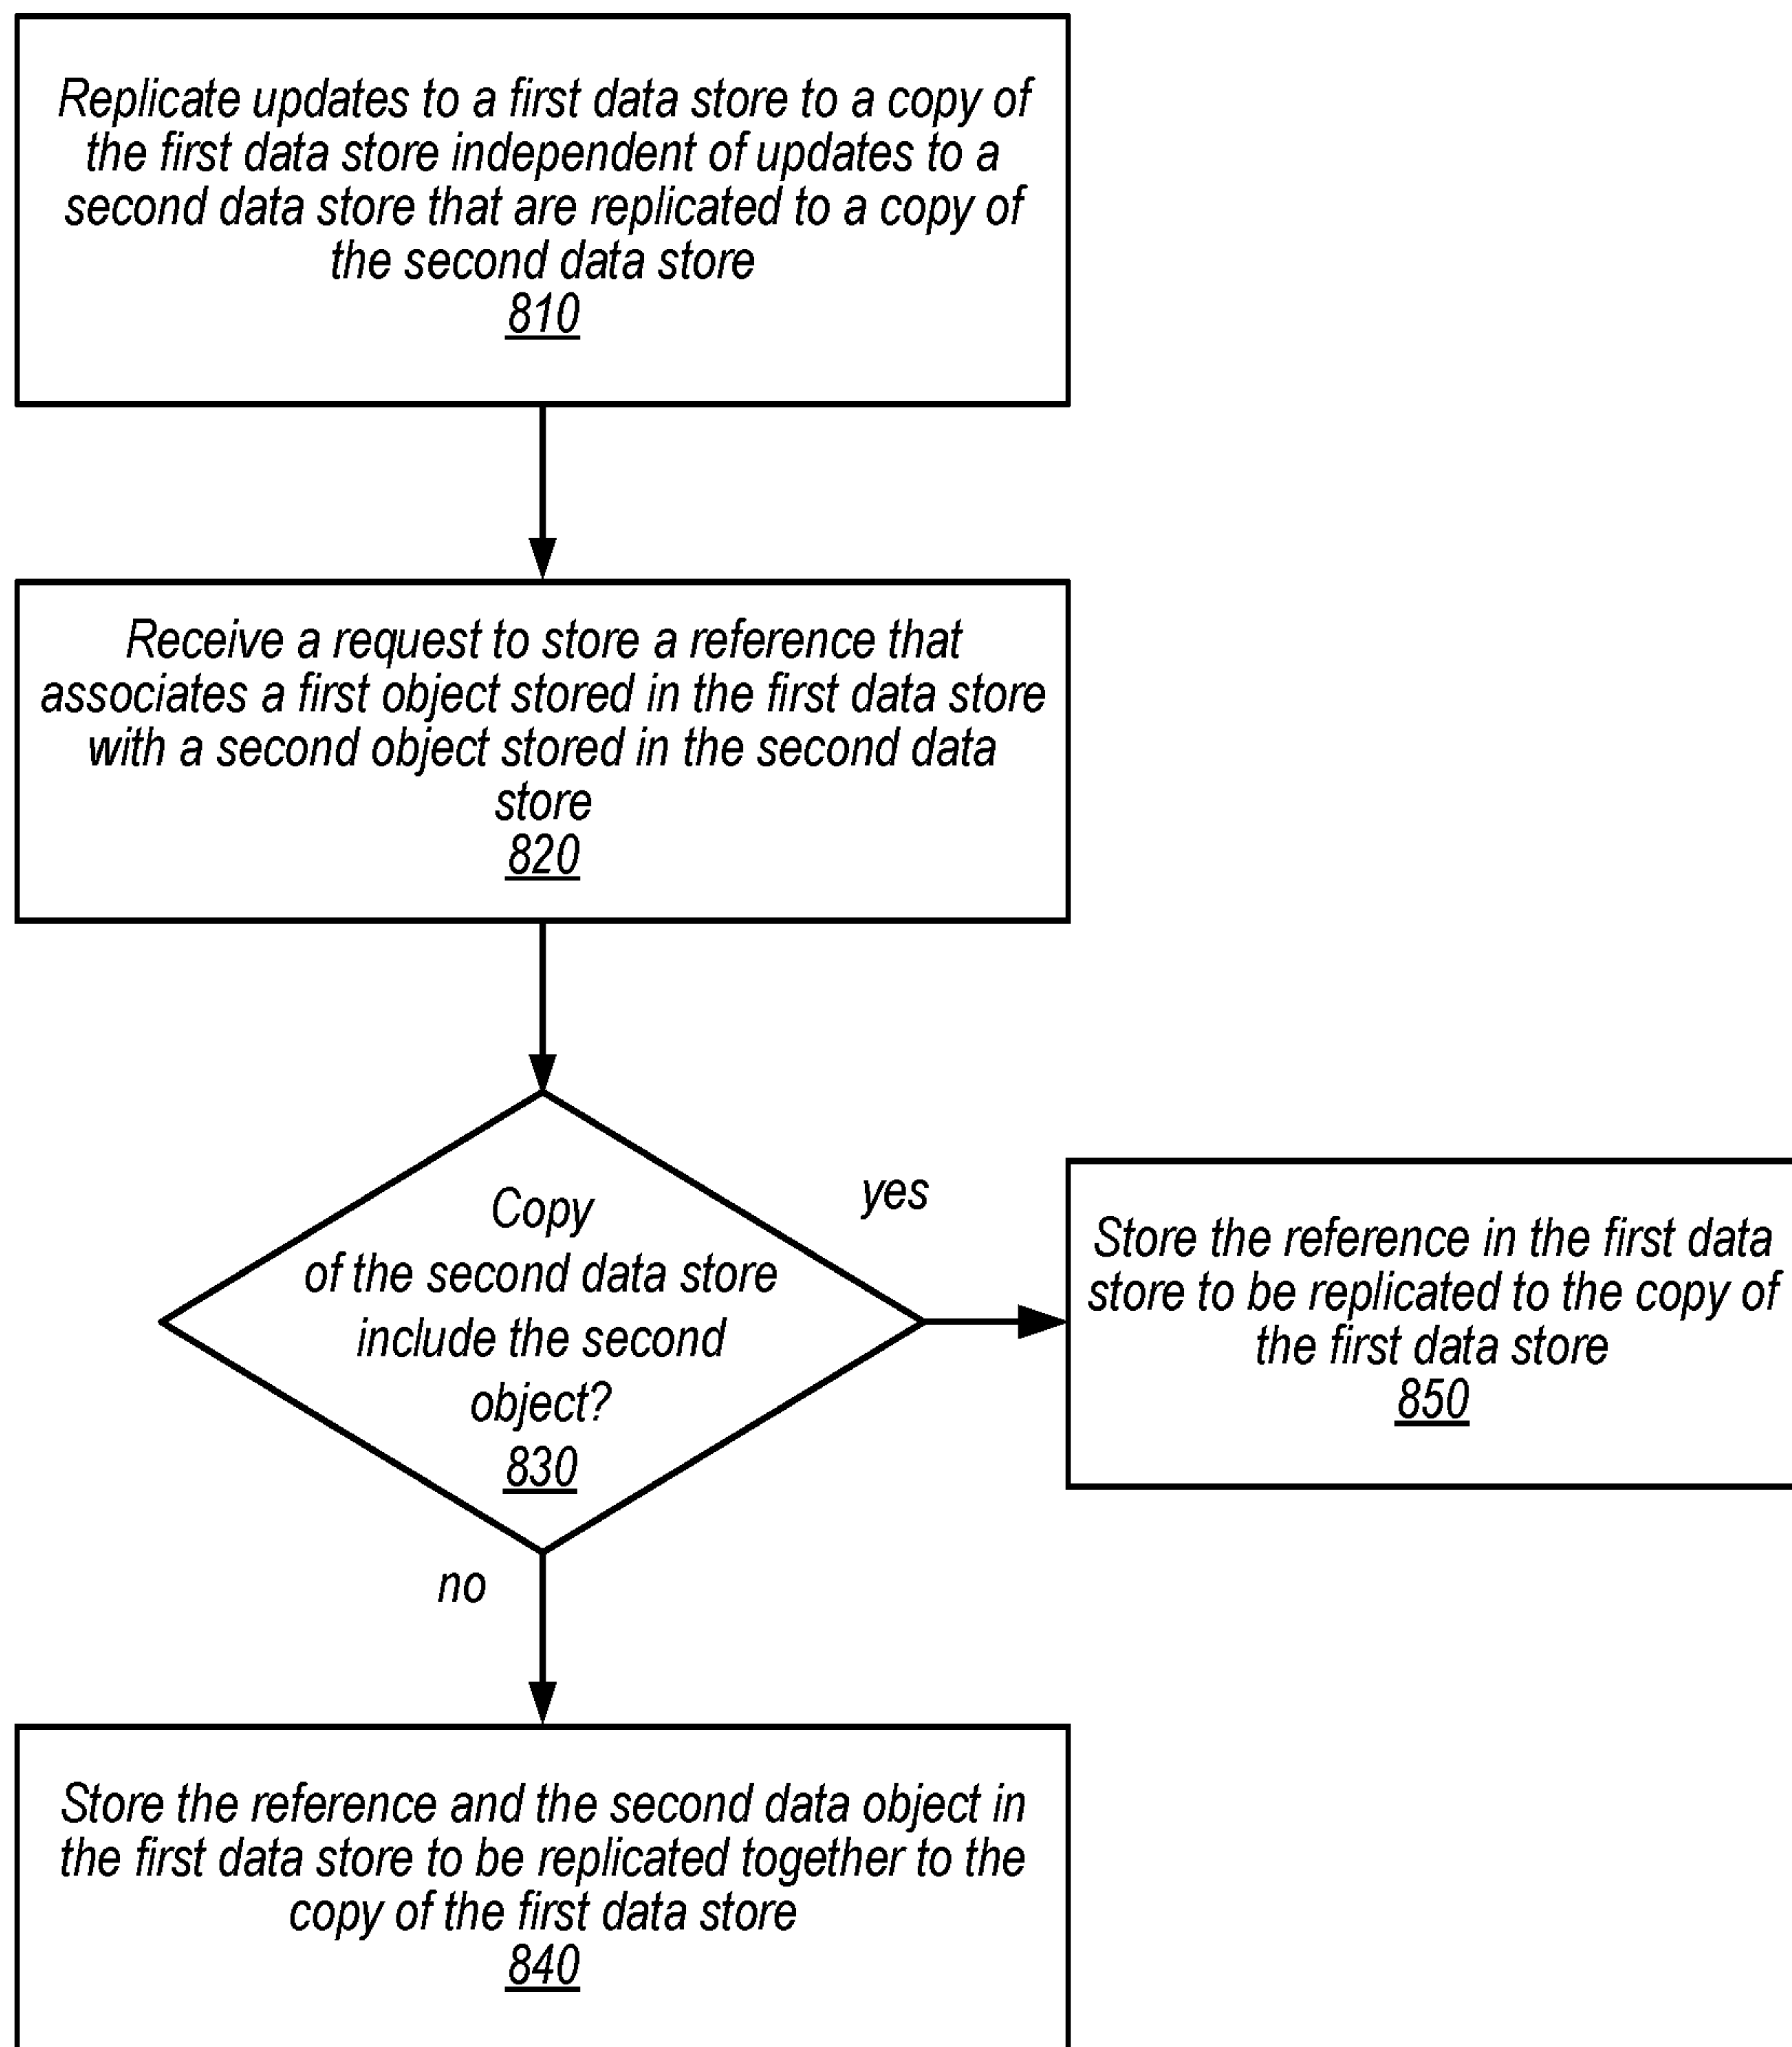 Replicate updates to a first data store to a copy of
the first data store independent of updates to a
second data store that are replicated to a copy of
the second data store
810
Receive a request to store a reference that
associates a first object stored in the first data store
with a second object stored in the second data
store
820
Copy
of the second data store
include the second
object?
830
yes
Store the reference in the first data
store to be replicated to the copy of
the first data store
850
no
Store the reference and the second data object in
the first data store to be replicated together to the
copy of the first data store
840